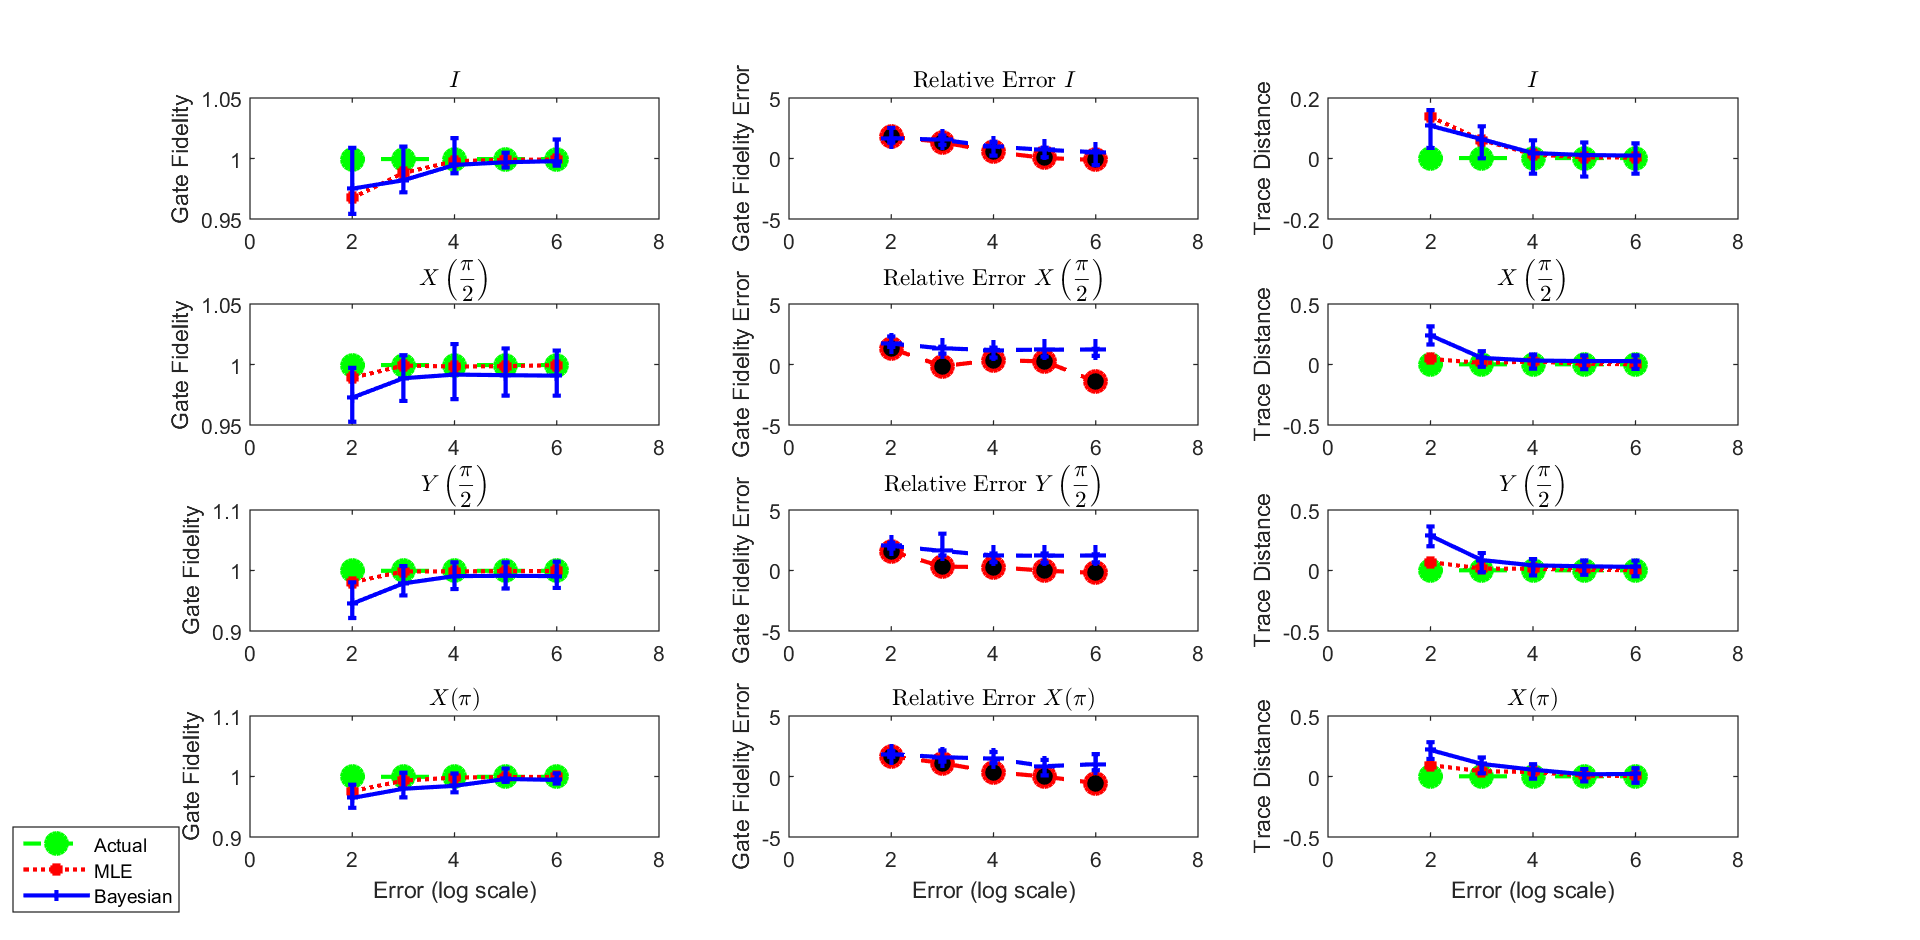 I
Gate Fidelity
1.05
1
0.95
0 2 4 6 8
Relative Error I
Gate Fidelity Error
5
0
-5
0 2 4 6 8
I
Trace Distance
0.2
0
-0.2
0 2 4 6 8
X (π/2)
Gate Fidelity
1.05
1
0.95
0 2 4 6 8
Relative Error X (π/2)
Gate Fidelity Error
5
0
-5
0 2 4 6 8
X (π/2)
Trace Distance
0.5
0
-0.5
0 2 4 6 8
Y (π/2)
Gate Fidelity
1.1
1
0.9
0 2 4 6 8
Relative Error Y (π/2)
Gate Fidelity Error
5
0
-5
0 2 4 6 8
Y (π/2)
Trace Distance
0.5
0
-0.5
0 2 4 6 8
X(π)
Gate Fidelity
1.1
1
0.9
0 2 4 6 8
Error (log scale)
Relative Error X(π)
Gate Fidelity Error
5
0
-5
0 2 4 6 8
Error (log scale)
X(π)
Trace Distance
0.5
0
-0.5
0 2 4 6 8
Error (log scale)
Actual
MLE
Bayesian